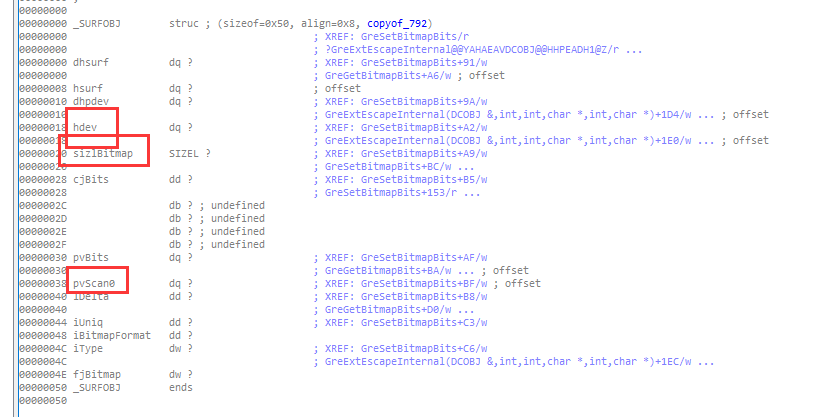 00000000
00000000 _SURFOBJ struc ; (sizeof=0x50, align=0x8, copyof_792)
00000000 ; XREF: GreSetBitmapBits/r
00000000 ; ?GreExtEscapeInternal@@YAHAEAVDCOBJ@@HHPEADH1@Z/r ...
00000000 dhsurf dq ? ; XREF: GreSetBitmapBits+91/w
00000000 ; GreGetBitmapBits+A6/w ; offset
00000008 hsurf dq ? ; offset
00000010 dhpdev dq ? ; XREF: GreSetBitmapBits+9A/w
00000010 ; GreExtEscapeInternal(DCOBJ &,int,int,char *,int,char *)+1D4/w ... ; offset
00000018 hdev dq ? ; XREF: GreSetBitmapBits+A2/w
00000018 ; GreExtEscapeInternal(DCOBJ &,int,int,char *,int,char *)+1E0/w ... ; offset
00000020 sizlBitmap SIZEL ? ; XREF: GreSetBitmapBits+A9/w
00000020 ; GreSetBitmapBits+BC/w ...
00000028 cjBits dd ? ; XREF: GreSetBitmapBits+B5/w
00000028 ; GreSetBitmapBits+153/r ...
0000002C db ? ; undefined
0000002D db ? ; undefined
0000002E db ? ; undefined
0000002F db ? ; undefined
00000030 pvBits dq ? ; XREF: GreSetBitmapBits+AF/w
00000030 ; GreGetBitmapBits+BA/w ... ; offset
00000038 pvScan0 dq ? ; XREF: GreSetBitmapBits+BF/w ; offset
00000040 lDelta dd ? ; XREF: GreSetBitmapBits+B8/w
00000040 ; GreGetBitmapBits+D0/w ...
00000044 iUniq dd ? ; XREF: GreSetBitmapBits+C3/w
00000048 iBitmapFormat dd ?
0000004C iType dw ? ; XREF: GreSetBitmapBits+C6/w
0000004C ; GreExtEscapeInternal(DCOBJ &,int,int,char *,int,char *)+1EC/w ...
0000004E fjBitmap dw ?
00000050 _SURFOBJ ends
00000050